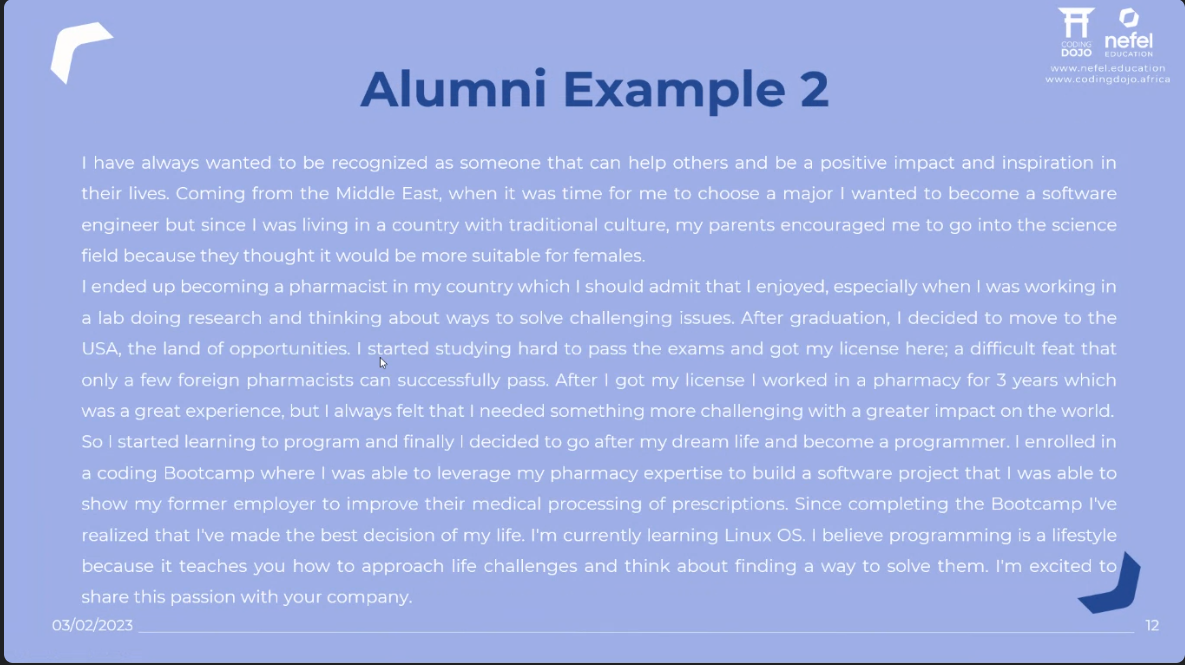 CODING
DOJO
nefel
EDUCATION
www.nefel.education
www.codingdojo.africa
Alumni Example 2
I have always wanted to be recognized as someone that can help others and be a positive impact and inspiration in
their lives. Coming from the Middle East, when it was time for me to choose a major I wanted to become a software
engineer but since I was living in a country with traditional culture, my parents encouraged me to go into the science
field because they thought it would be more suitable for females.
I ended up becoming a pharmacist in my country which I should admit that I enjoyed, especially when I was working in
a lab doing research and thinking about ways to solve challenging issues. After graduation, I decided to move to the
USA, the land of opportunities. I started studying hard to pass the exams and got my license here; a difficult feat that
only a few foreign pharmacists can successfully pass. After I got my license I worked in a pharmacy for 3 years which
was a great experience, but I always felt that I needed something more challenging with a greater impact on the world.
So I started learning to program and finally I decided to go after my dream life and become a programmer. I enrolled in
a coding Bootcamp where I was able to leverage my pharmacy expertise to build a software project that I was able to
show my former employer to improve their medical processing of prescriptions. Since completing the Bootcamp I've
realized that I've made the best decision of my life. I'm currently learning Linux OS. I believe programming is a lifestyle
because it teaches you how to approach life challenges and think about finding a way to solve them. I'm excited to
share this passion with your company.
03/02/2023
12